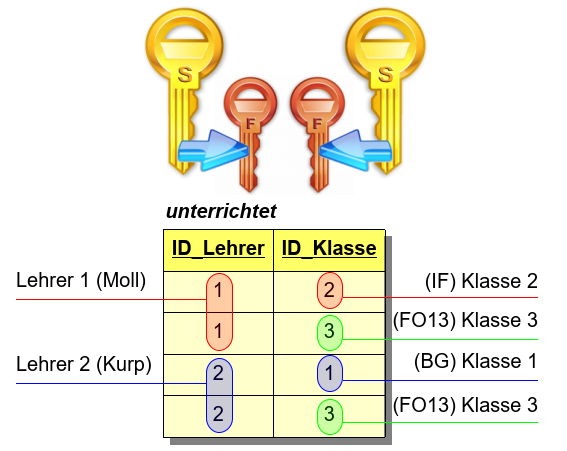 S S
F F
unterrichtet
ID_Lehrer ID_Klasse
Lehrer 1 (Moll) 1 2 (IF) Klasse 2
1 3 (FO13) Klasse 3
Lehrer 2 (Kurp) 2 1 (BG) Klasse 1
2 3 (FO13) Klasse 3